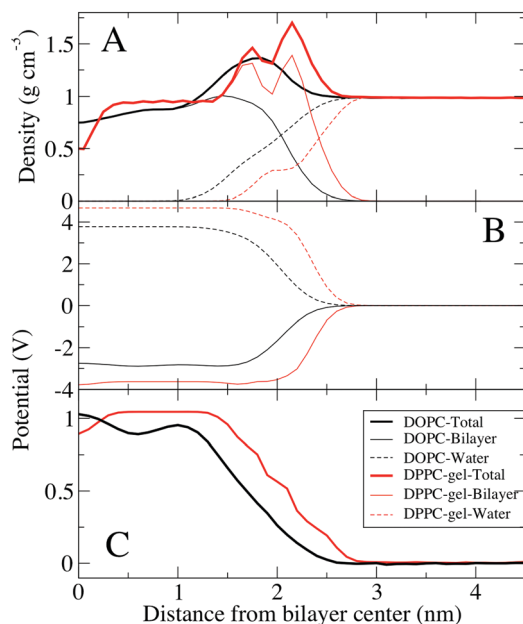 A
Density (g cm⁻³)
1.5
1
0.5
0
B
4
2
0
-2
-4
Potential (V)
1
0.5
0
C
DOPC-Total
DOPC-Bilayer
DOPC-Water
DPPC-gel-Total
DPPC-gel-Bilayer
DPPC-gel-Water
0 1 2 3 4
Distance from bilayer center (nm)